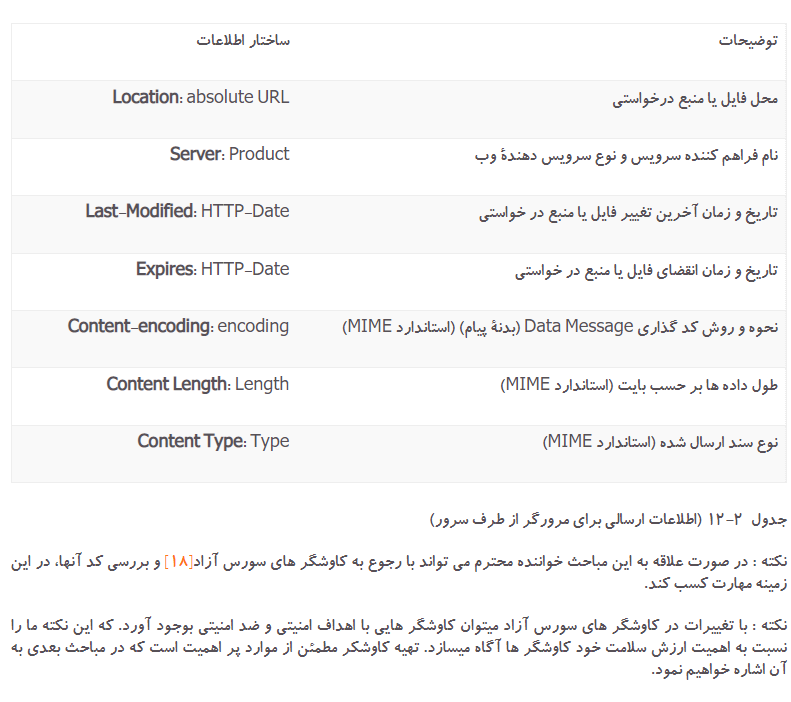 توضیحات ساختار اطلاعات
محل فایل یا منبع درخواستی Location: absolute URL
نام فراهم کننده سرویس و نوع سرویس دهندۀ وب Server: Product
تاریخ و زمان آخرین تغییر فایل یا منبع در خواستی Last-Modified: HTTP-Date
تاریخ و زمان انقضای فایل یا منبع در خواستی Expires: HTTP-Date
نحوه و روش کد گذاری Data Message (بدنۀ پیام) (استاندارد MIME) Content-encoding: encoding
طول داده ها بر حسب بایت (استاندارد MIME) Content Length: Length
نوع سند ارسال شده (استاندارد MIME) Content Type: Type
جدول ۲-۱۲ (اطلاعات ارسالی برای مرورگر از طرف سرور)
نکته : در صورت علاقه به این مباحث خواننده محترم می تواند با رجوع به کاوشگر های سورس آزاد[۱۸] و بررسی کد آنها، در این
زمینه مهارت کسب کند.
نکته : با تغییرات در کاوشگر های سورس آزاد میتوان کاوشگر هایی با اهداف امنیتی و ضد امنیتی بوجود آورد. که این نکته ما را
نسبت به اهمیت ارزش سلامت خود کاوشگر ها آگاه میسازد. تهیه کاوشکر مطمئن از موارد پر اهمیت است که در مباحث بعدی به
آن اشاره خواهیم نمود.